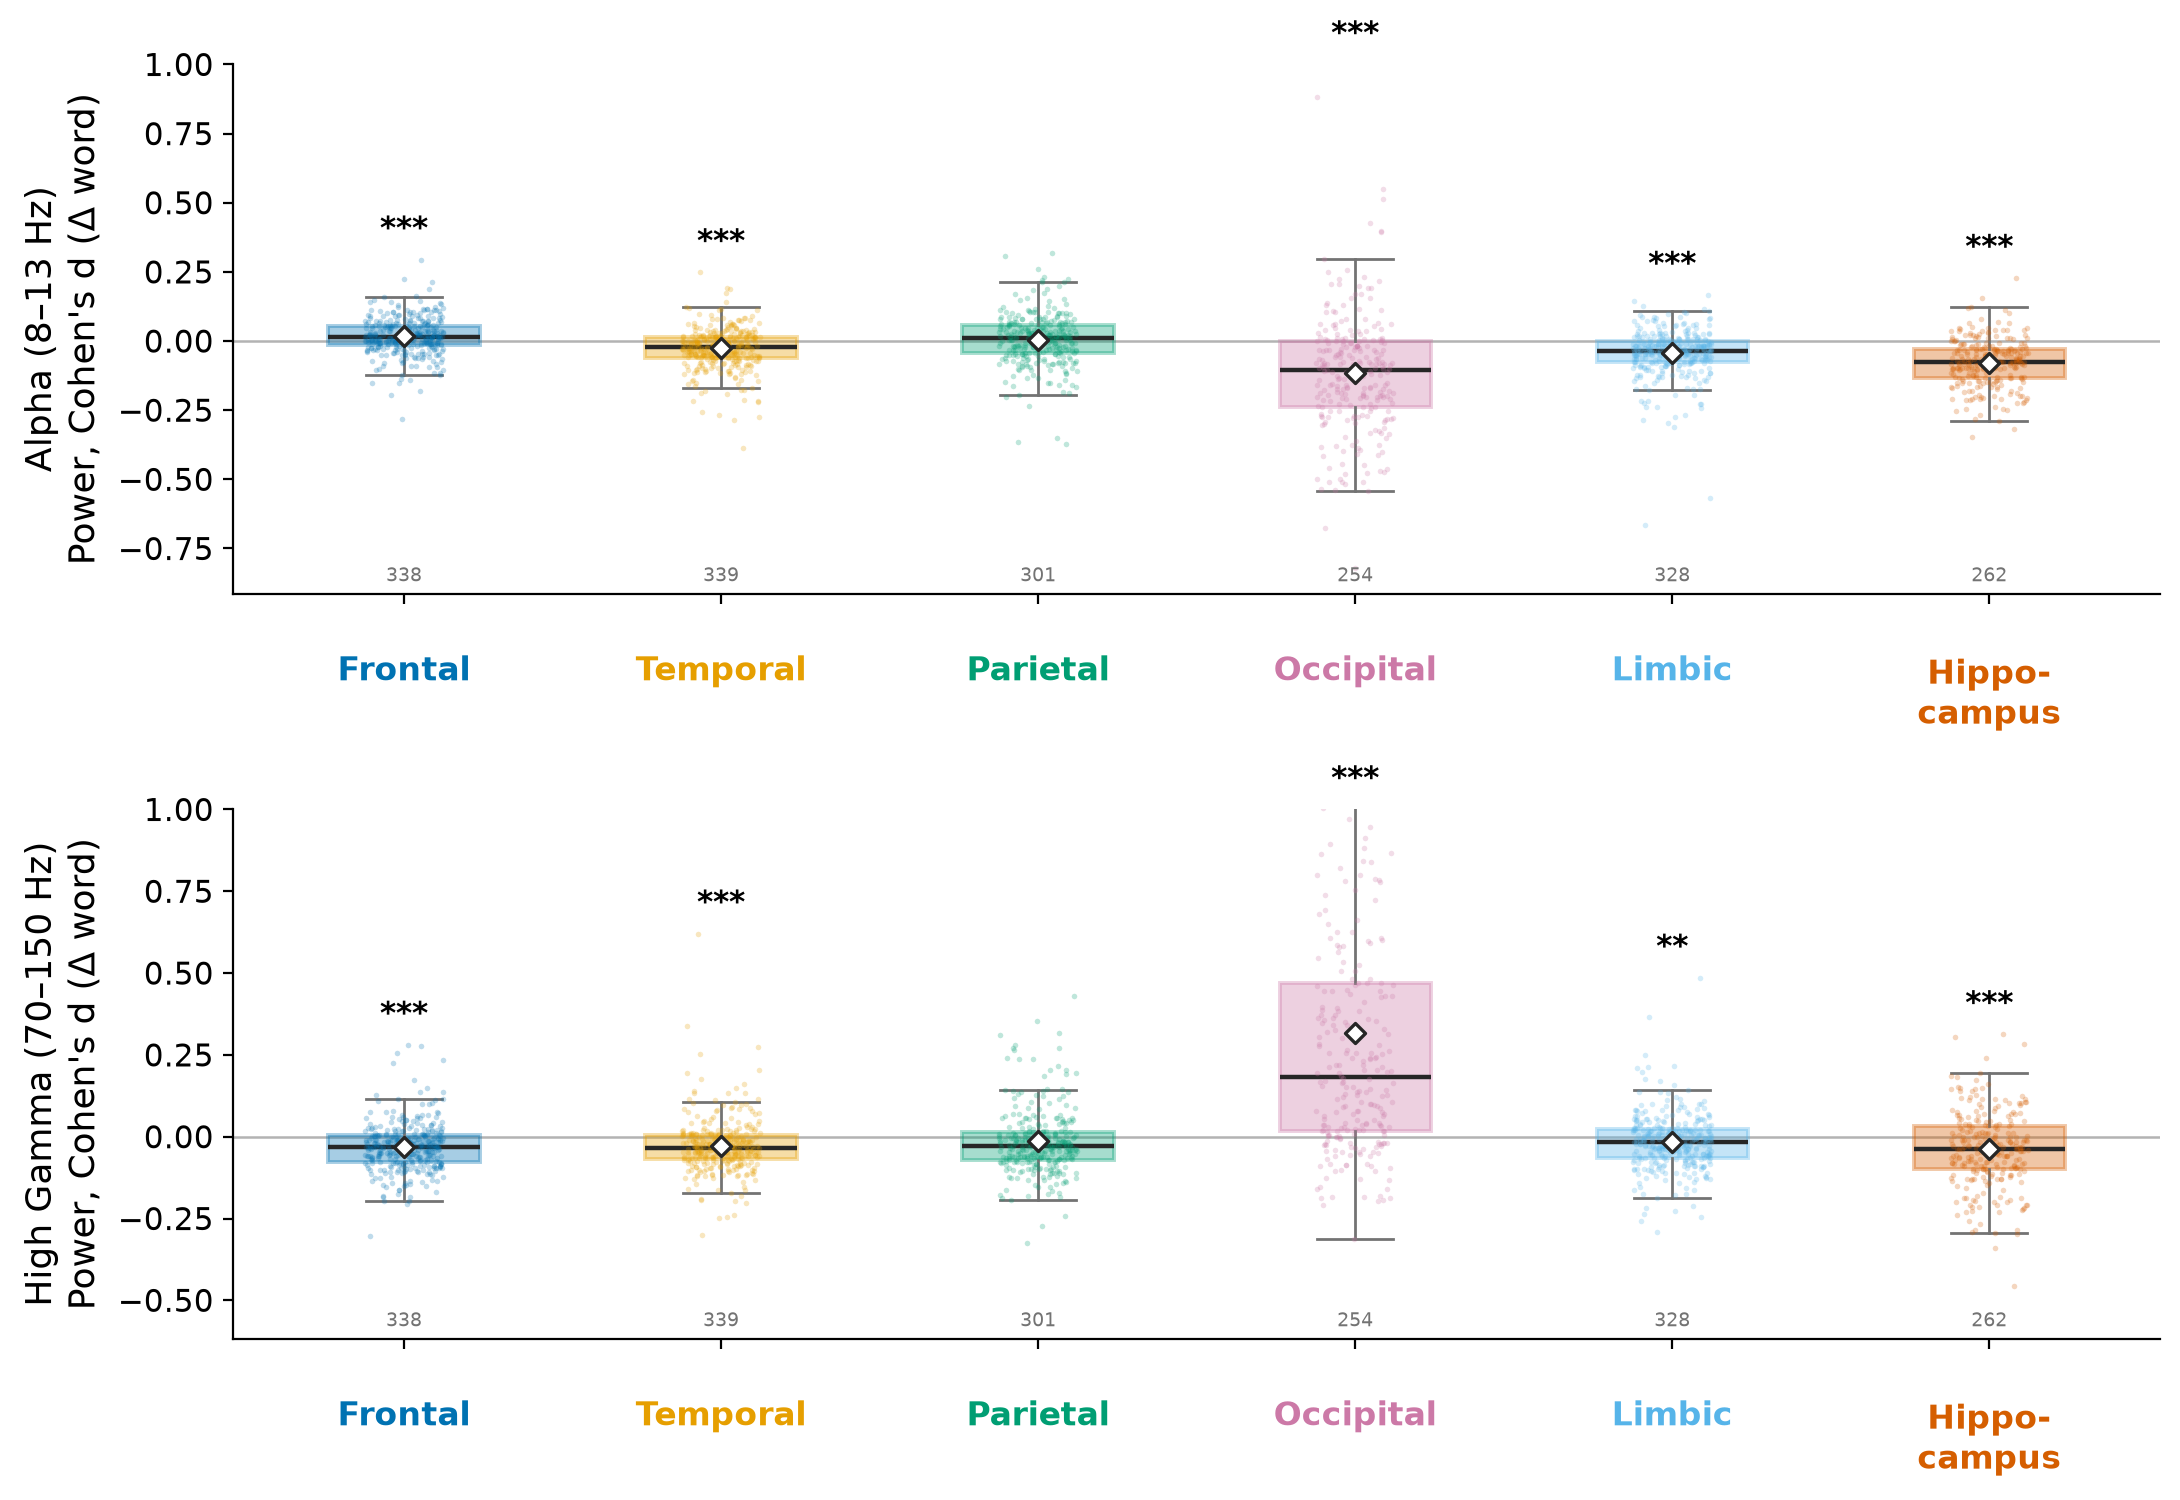 ***
1.00
0.75
0.50
0.25
0.00
−0.25
−0.50
−0.75
Alpha (8–13 Hz)
Power, Cohen's d (Δ word)
*** *** *** ***
338 339 301 254 328 262
Frontal Temporal Parietal Occipital Limbic Hippo-
campus
***
1.00
0.75
0.50
0.25
0.00
−0.25
−0.50
High Gamma (70–150 Hz)
Power, Cohen's d (Δ word)
*** *** ** ***
338 339 301 254 328 262
Frontal Temporal Parietal Occipital Limbic Hippo-
campus